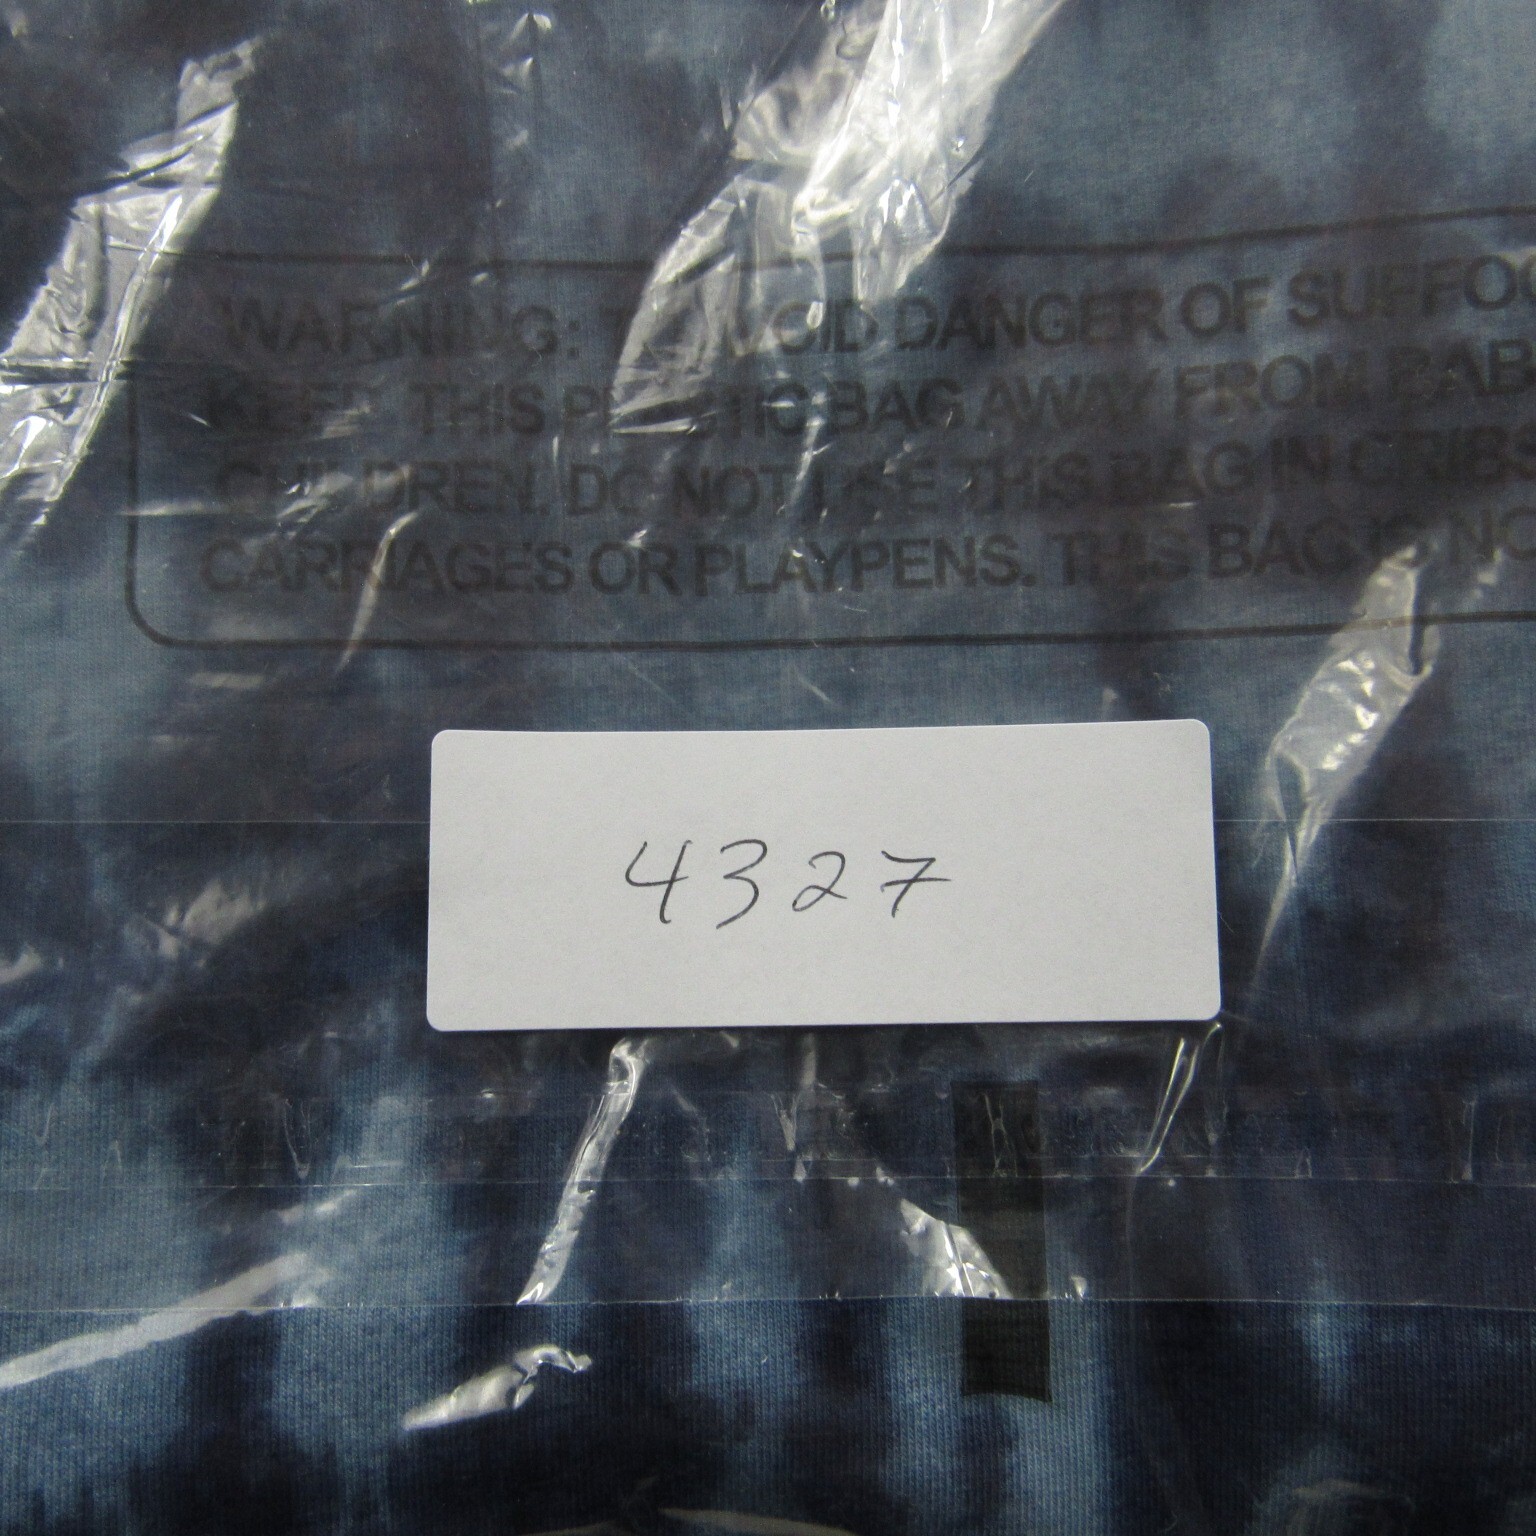 WARNING: TO AVOID DANGER OF SUFFOC
KEEP THIS PLASTIC BAG AWAY FROM BAB
CHILDREN. DO NOT USE THIS BAG IN CRIBS
CARRIAGES OR PLAYPENS. THIS BAG IS NO
4327